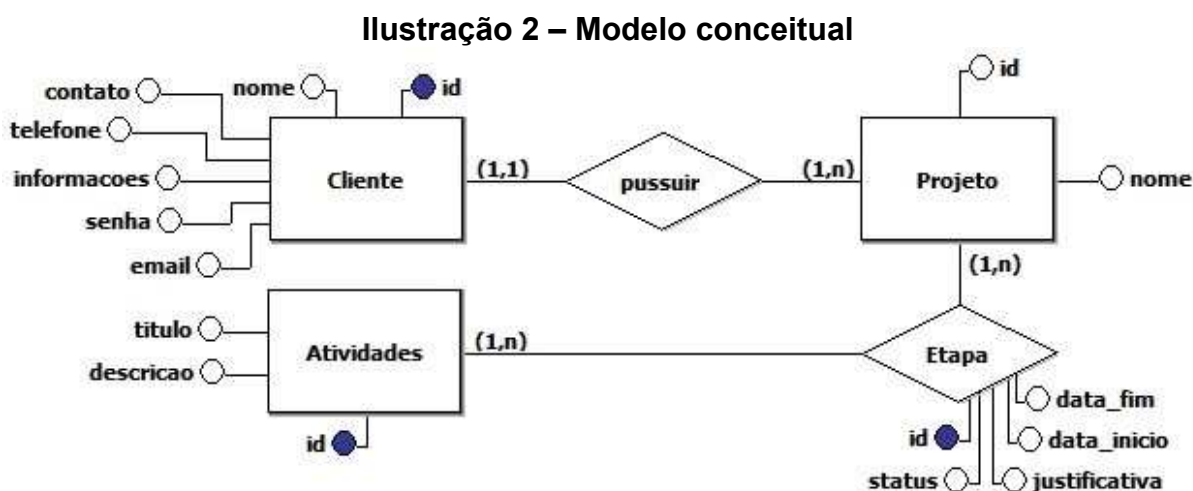 Ilustração 2 – Modelo conceitual
contato
nome
id
telefone
informacoes
senha
email
Cliente
(1,1)
pussuir
(1,n)
Projeto
id
nome
(1,n)
titulo
descricao
Atividades
id
(1,n)
Etapa
data_fim
id
data_inicio
status
justificativa